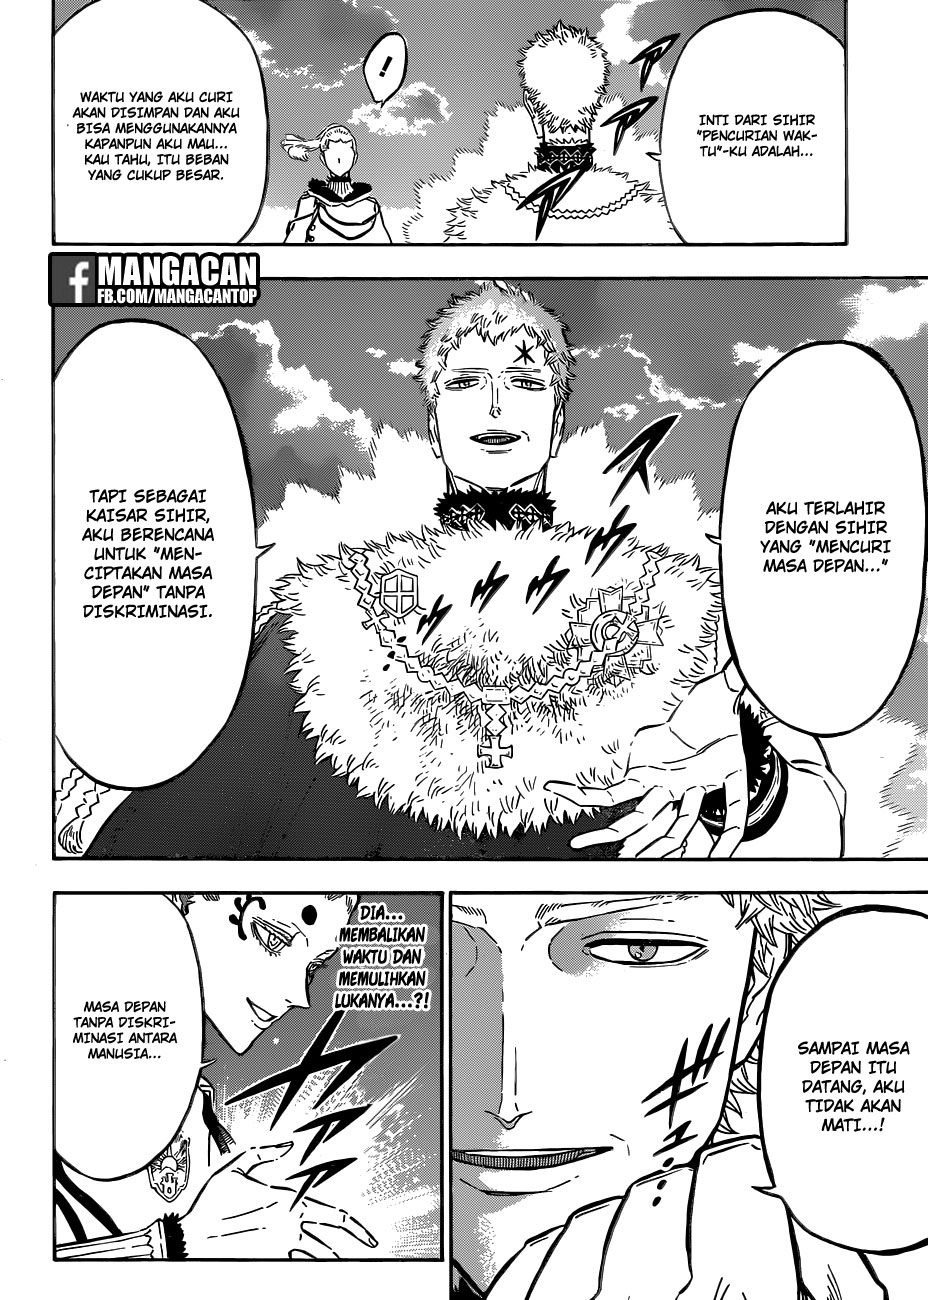 INTI DARI SIHIR
"PENCURIAN WAK-
TU"-KU ADALAH...
!
WAKTU YANG AKU CURI
AKAN DISIMPAN DAN AKU
BISA MENGGUNAKANNYA
KAPANPUN AKU MAU...
KAU TAHU, ITU BEBAN
YANG CUKUP BESAR.
f MANGACAN
FB.COM/MANGACANTOP
AKU TERLAHIR
DENGAN SIHIR
YANG "MENCURI
MASA DEPAN..."
TAPI SEBAGAI
KAISAR SIHIR,
AKU BERENCANA
UNTUK "MEN-
CIPTAKAN MASA
DEPAN" TANPA
DISKRIMINASI.
SAMPAI MASA
DEPAN ITU
DATANG, AKU
TIDAK AKAN
MATI...!
DIA...
MEMBALIKAN
WAKTU DAN
MEMULIHKAN
LUKANYA...?!
MASA DEPAN
TANPA DISKRI-
MINASI ANTARA
MANUSIA...